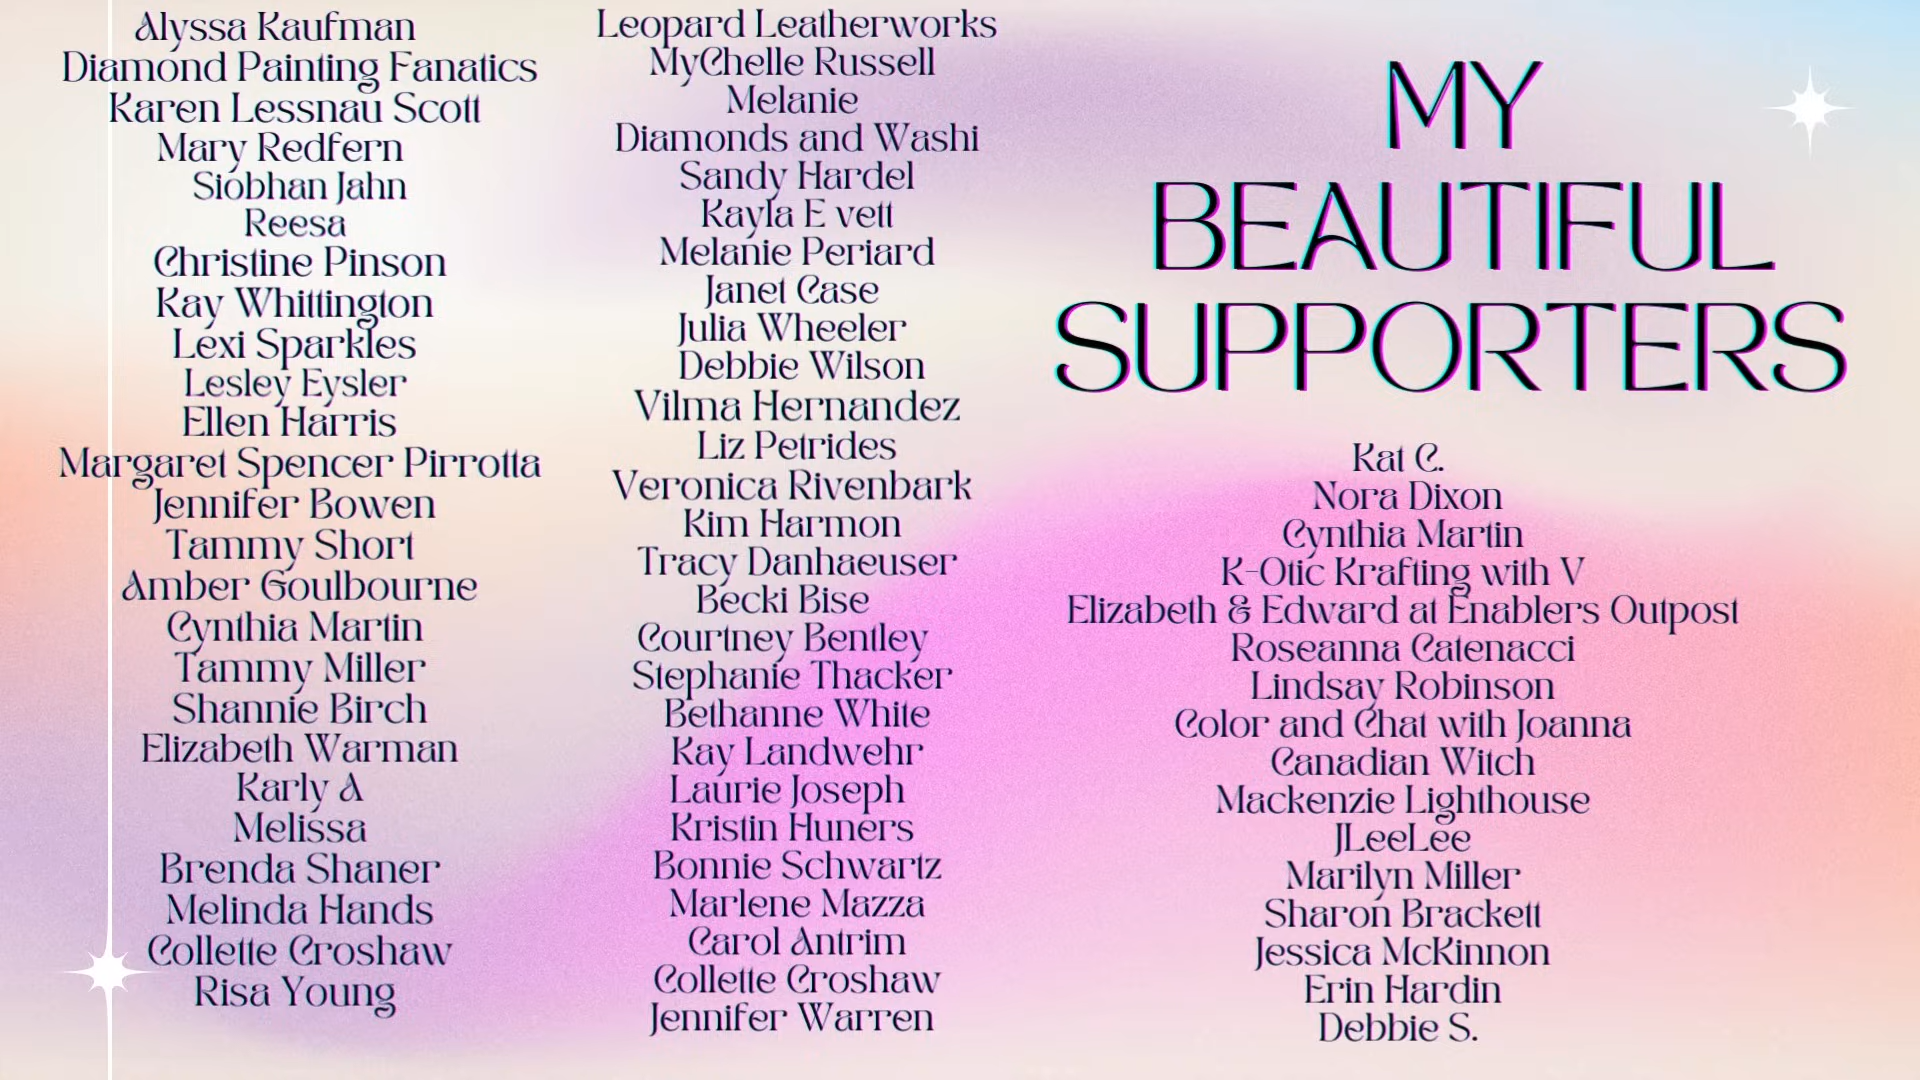 Alyssa Kaufman
Diamond Painting Fanatics
Karen Lessnau Scott
Mary Redfern
Siobhan Jahn
Reesa
Christine Pinson
Kay Whittington
Lexi Sparkles
Lesley Eysler
Ellen Harris
Margaret Spencer Pirrotta
Jennifer Bowen
Tammy Short
Amber Goulbourne
Cynthia Martin
Tammy Miller
Shannie Birch
Elizabeth Warman
Karly A
Melissa
Brenda Shaner
Melinda Hands
Collette Croshaw
Risa Young
Leopard Leatherworks
MyChelle Russell
Melanie
Diamonds and Washi
Sandy Hardel
Kayla E vett
Melanie Periard
Janet Case
Julia Wheeler
Debbie Wilson
Vilma Hernandez
Liz Petrides
Veronica Rivenbark
Kim Harmon
Tracy Danhaeuser
Becki Bise
Courtney Bentley
Stephanie Thacker
Bethanne White
Kay Landwehr
Laurie Joseph
Kristin Huners
Bonnie Schwartz
Marlene Mazza
Carol Antrim
Collette Croshaw
Jennifer Warren
MY
BEAUTIFUL
SUPPORTERS
Kat C.
Nora Dixon
Cynthia Martin
K-Otic Krafting with V
Elizabeth & Edward at Enablers Outpost
Roseanna Catenacci
Lindsay Robinson
Color and Chat with Joanna
Canadian Witch
Mackenzie Lighthouse
JLeeLee
Marilyn Miller
Sharon Brackett
Jessica McKinnon
Erin Hardin
Debbie S.